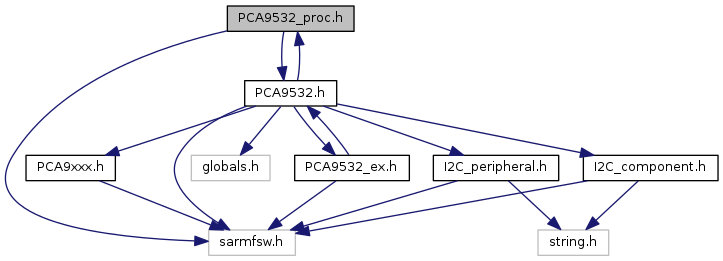 PCA9532_proc.h
PCA9532.h
PCA9xxx.h
globals.h
PCA9532_ex.h
I2C_peripheral.h
I2C_component.h
sarmfsw.h
string.h